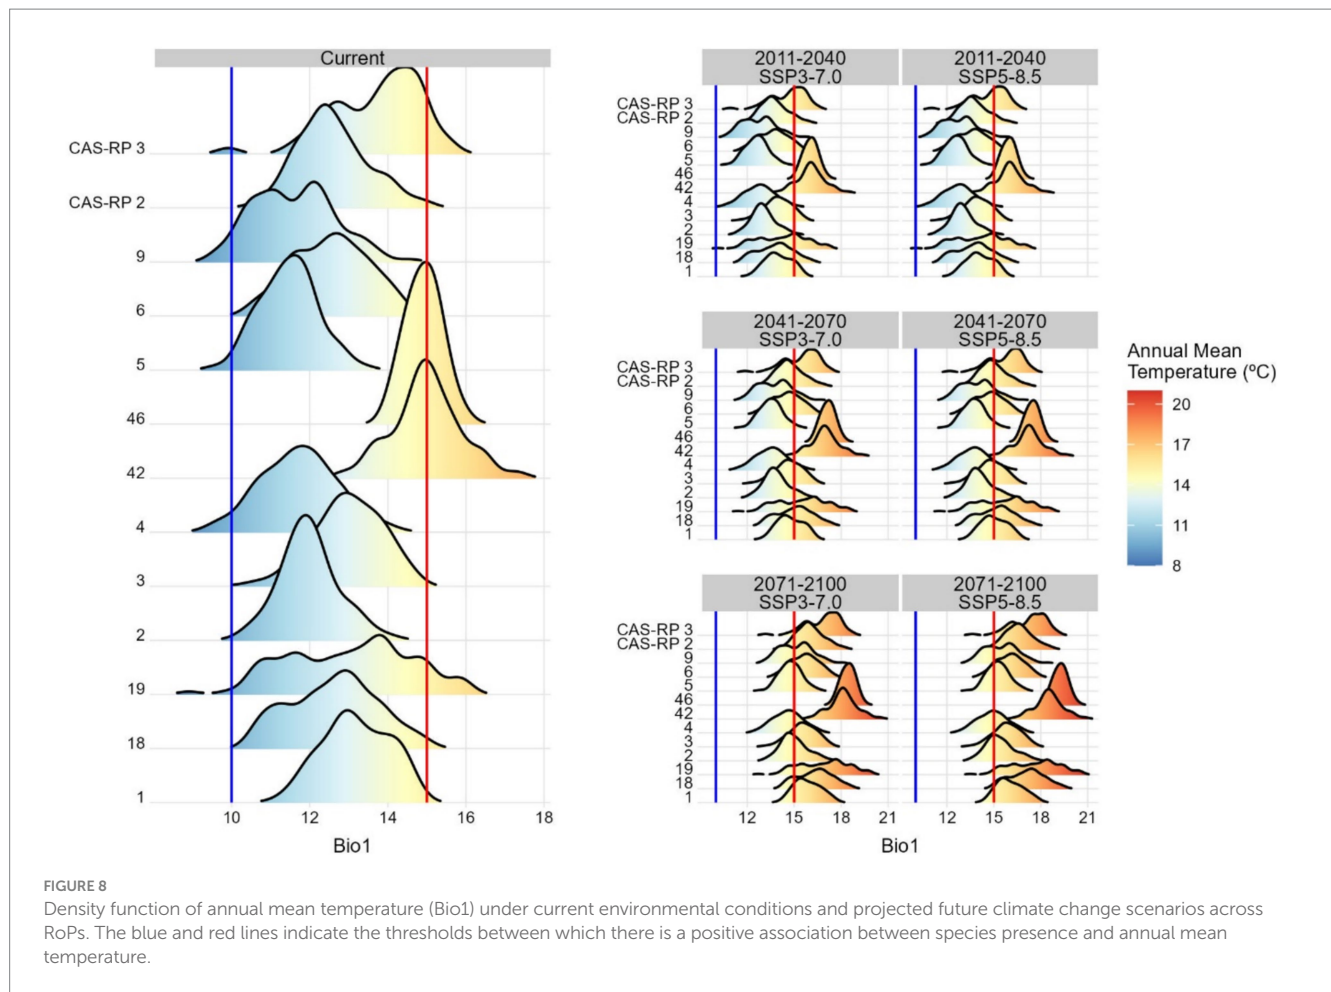 Current
CAS-RP 3
CAS-RP 2
9
6
5
46
42
4
3
2
19
18
1
10 12 14 16 18
Bio1
2011-2040
SSP3-7.0
2011-2040
SSP5-8.5
CAS-RP 3
CAS-RP 2
9
6
5
46
42
4
3
2
19
18
1
2041-2070
SSP3-7.0
2041-2070
SSP5-8.5
CAS-RP 3
CAS-RP 2
9
6
5
46
42
4
3
2
19
18
1
2071-2100
SSP3-7.0
2071-2100
SSP5-8.5
CAS-RP 3
CAS-RP 2
9
6
5
46
42
4
3
2
19
18
1
12 15 18 21 12 15 18 21
Bio1
Annual Mean
Temperature (ºC)
20
17
14
11
8
FIGURE 8
Density function of annual mean temperature (Bio1) under current environmental conditions and projected future climate change scenarios across
RoPs. The blue and red lines indicate the thresholds between which there is a positive association between species presence and annual mean
temperature.